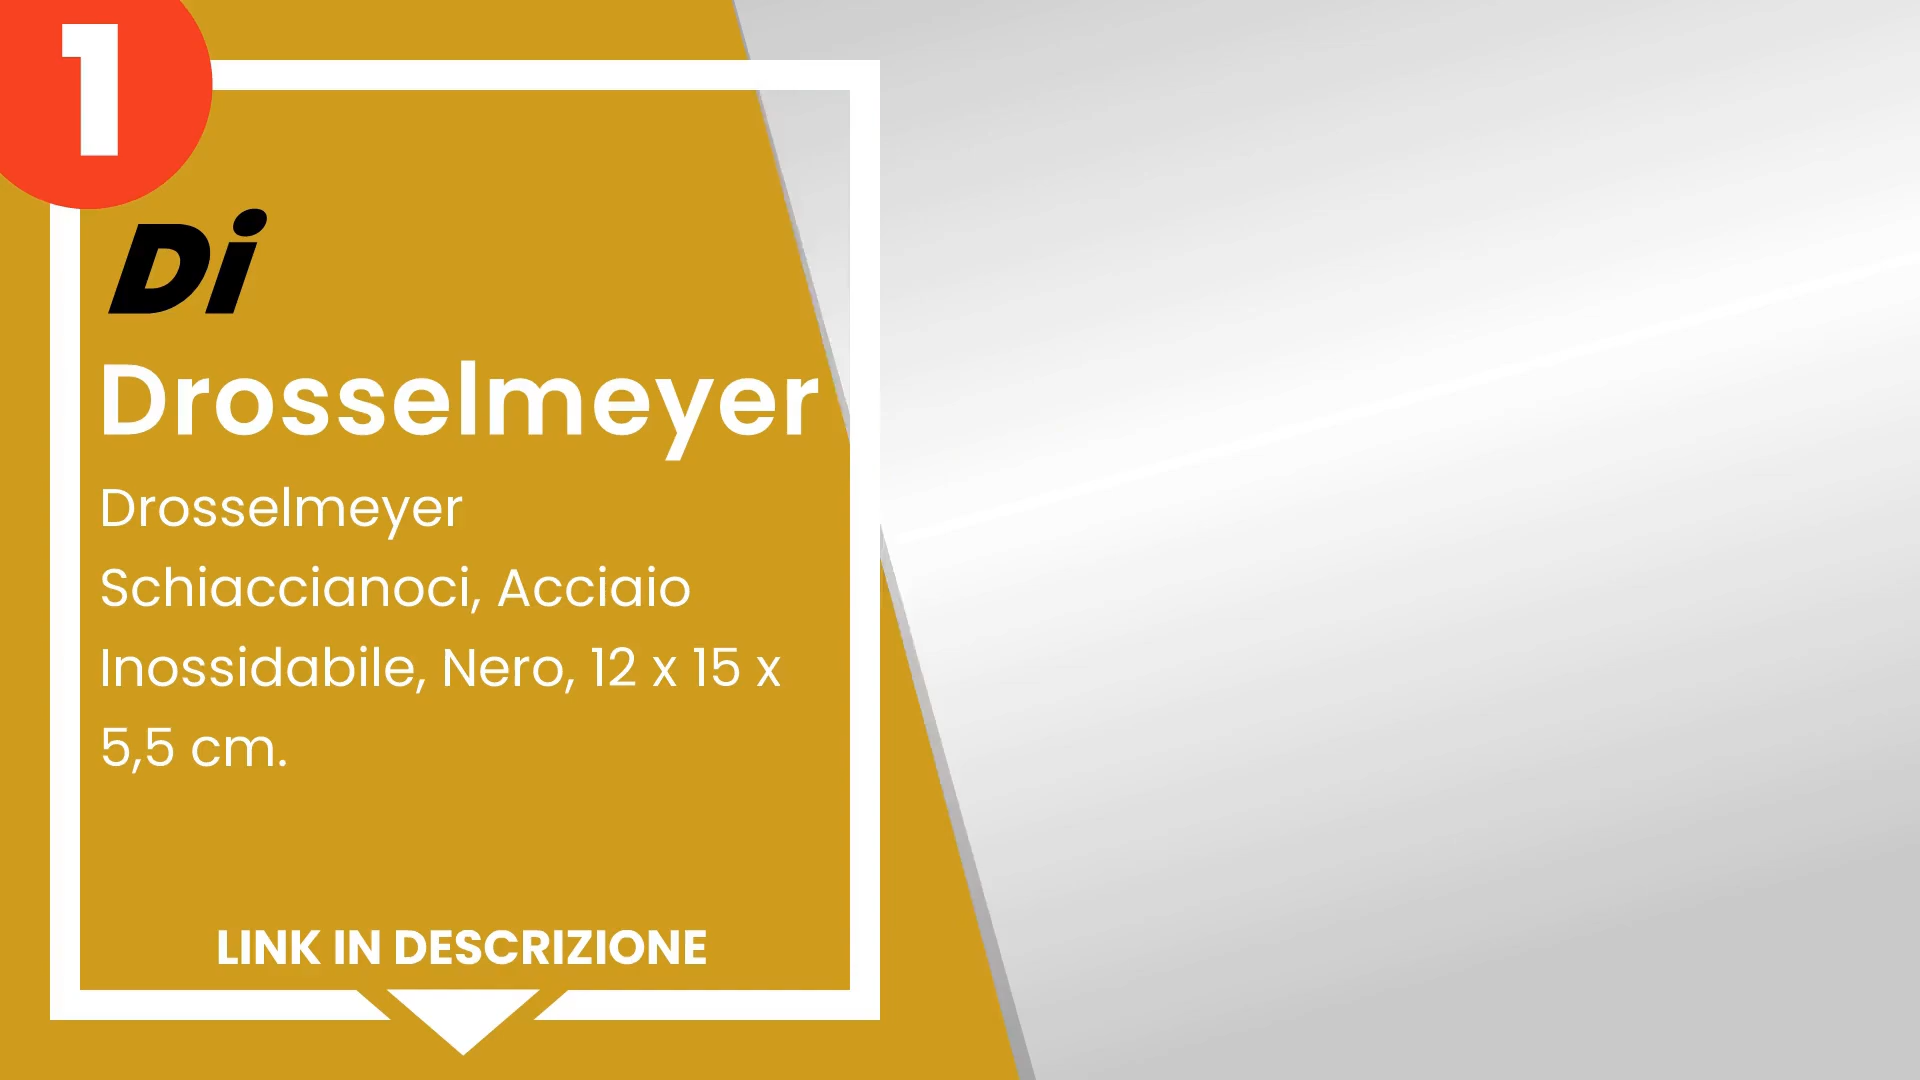 1
Di
Drosselmeyer
Drosselmeyer
Schiaccianoci, Acciaio
Inossidabile, Nero, 12 x 15 x
5,5 cm.
LINK IN DESCRIZIONE